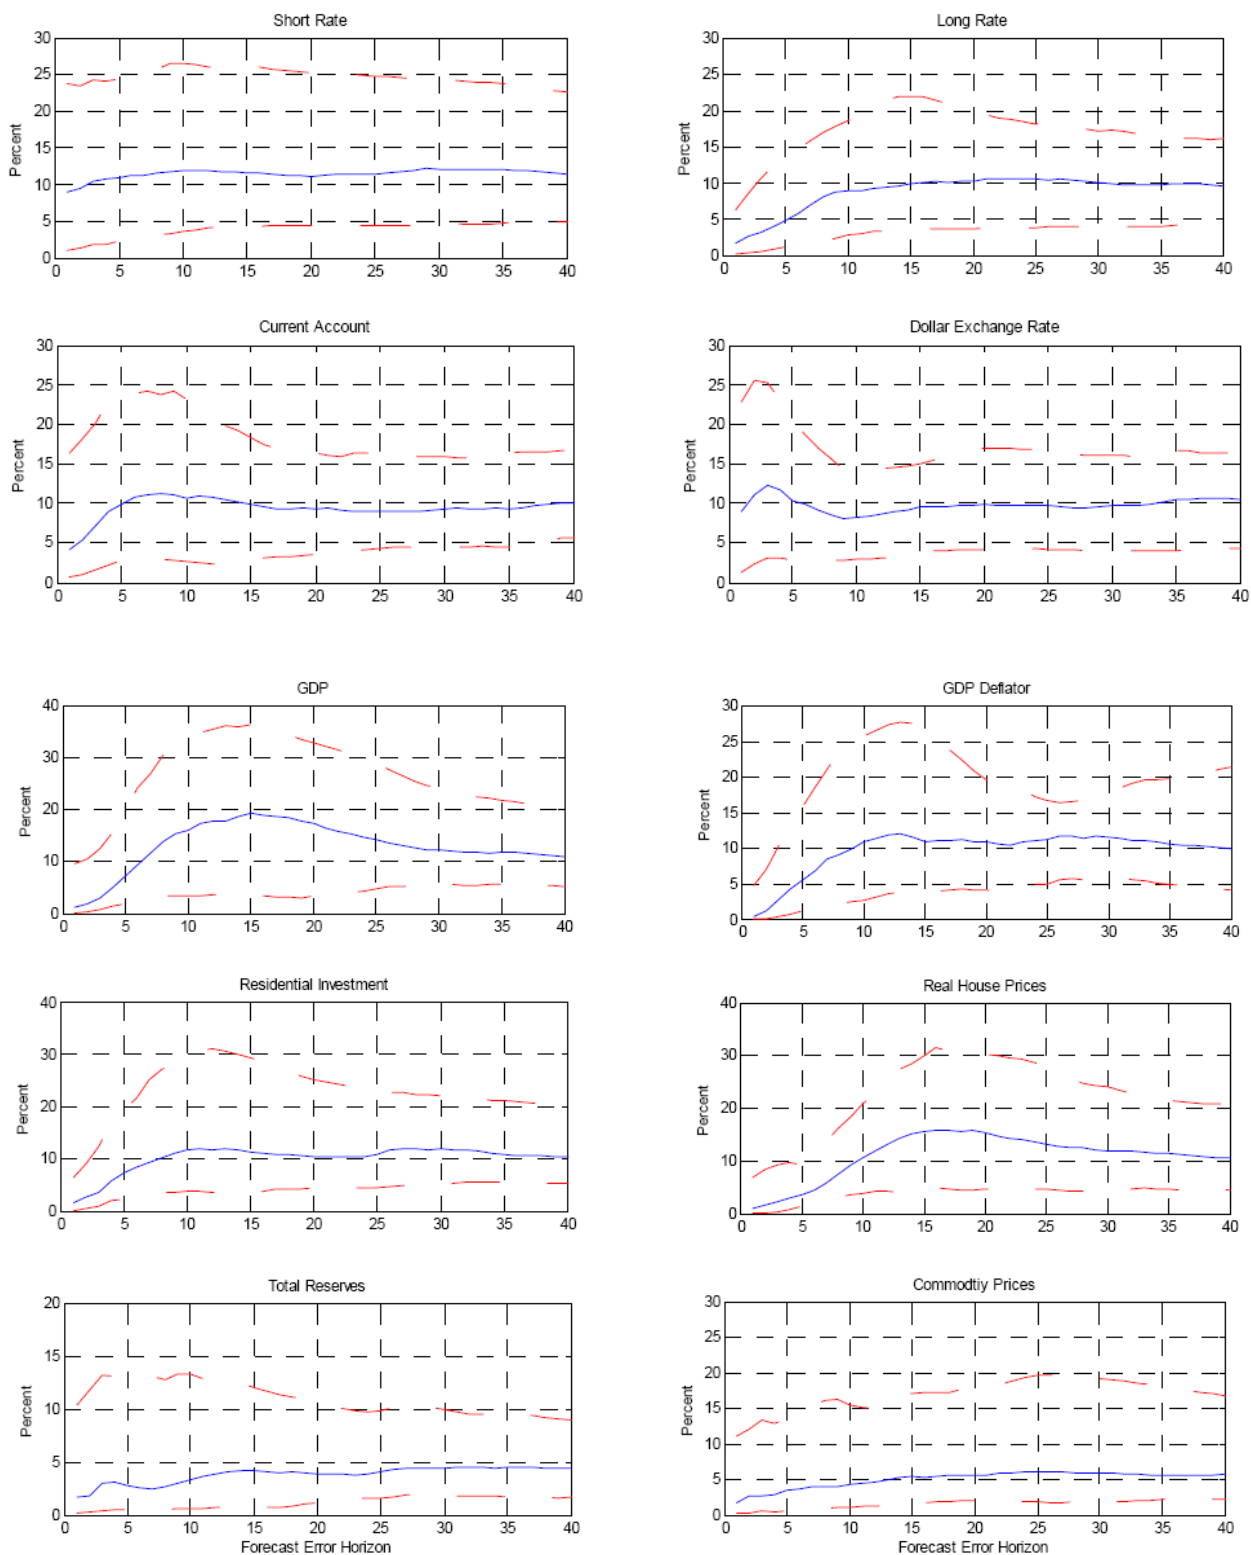 Short Rate
Long Rate
30
25
20
15
10
5
0
Percent
0 5 10 15 20 25 30 35 40
30
25
20
15
10
5
0
Percent
0 5 10 15 20 25 30 35 40
Current Account
Dollar Exchange Rate
30
25
20
15
10
5
0
Percent
0 5 10 15 20 25 30 35 40
30
25
20
15
10
5
0
Percent
0 5 10 15 20 25 30 35 40
GDP
GDP Deflator
40
30
20
10
0
Percent
0 5 10 15 20 25 30 35 40
30
25
20
15
10
5
0
Percent
0 5 10 15 20 25 30 35 40
Residential Investment
Real House Prices
40
30
20
10
0
Percent
0 5 10 15 20 25 30 35 40
40
30
20
10
0
Percent
0 5 10 15 20 25 30 35 40
Total Reserves
Commodtiy Prices
20
15
10
5
0
Percent
0 5 10 15 20 25 30 35 40
Forecast Error Horizon
30
25
20
15
10
5
0
Percent
0 5 10 15 20 25 30 35 40
Forecast Error Horizon